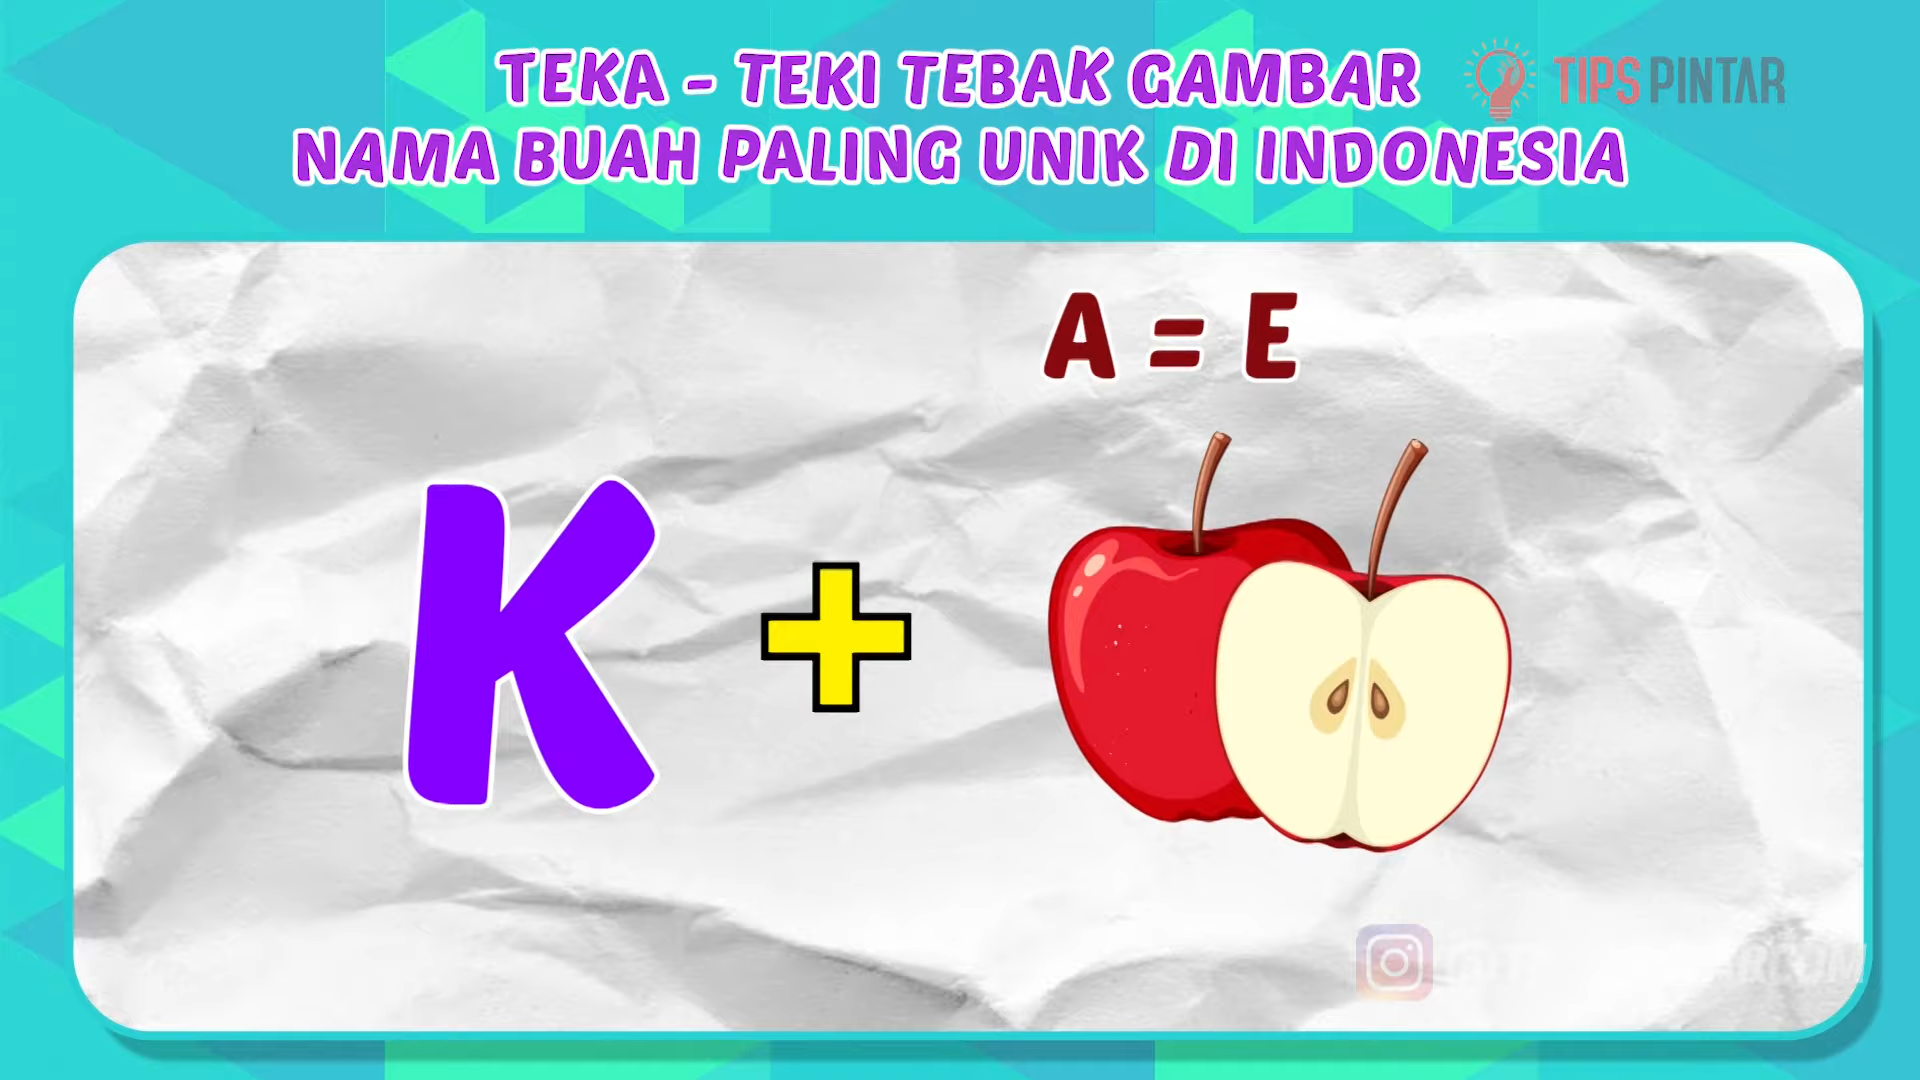 TEKA - TEKI TEBAK GAMBAR
TIPS PINTAR
NAMA BUAH PALING UNIK DI INDONESIA
A = E
K
+